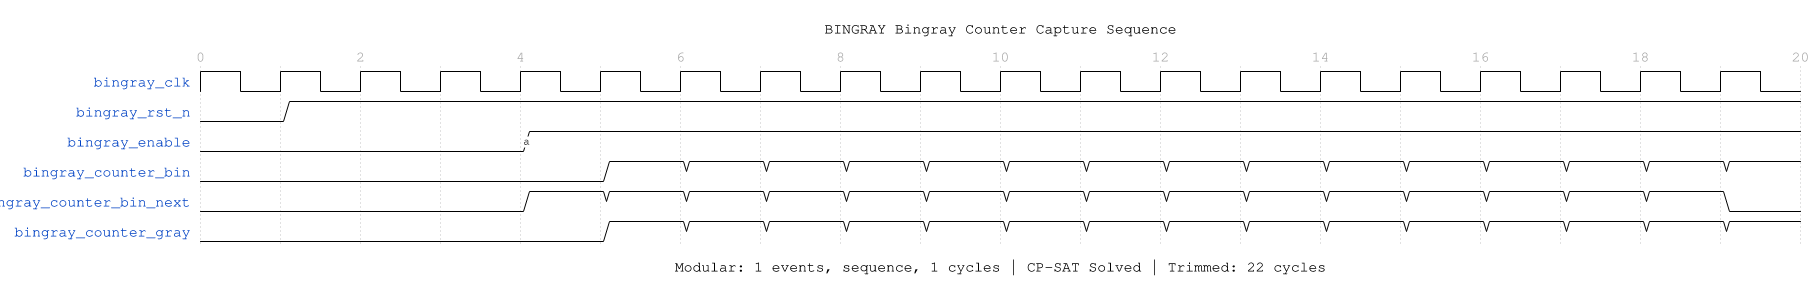 BINGRAY Bingray Counter Capture Sequence
0 2 4 6 8 10 12 14 16 18 20
bingray_clk
bingray_rst_n
bingray_enable
a
bingray_counter_bin
ngray_counter_bin_next
bingray_counter_gray
Modular: 1 events, sequence, 1 cycles | CP-SAT Solved | Trimmed: 22 cycles